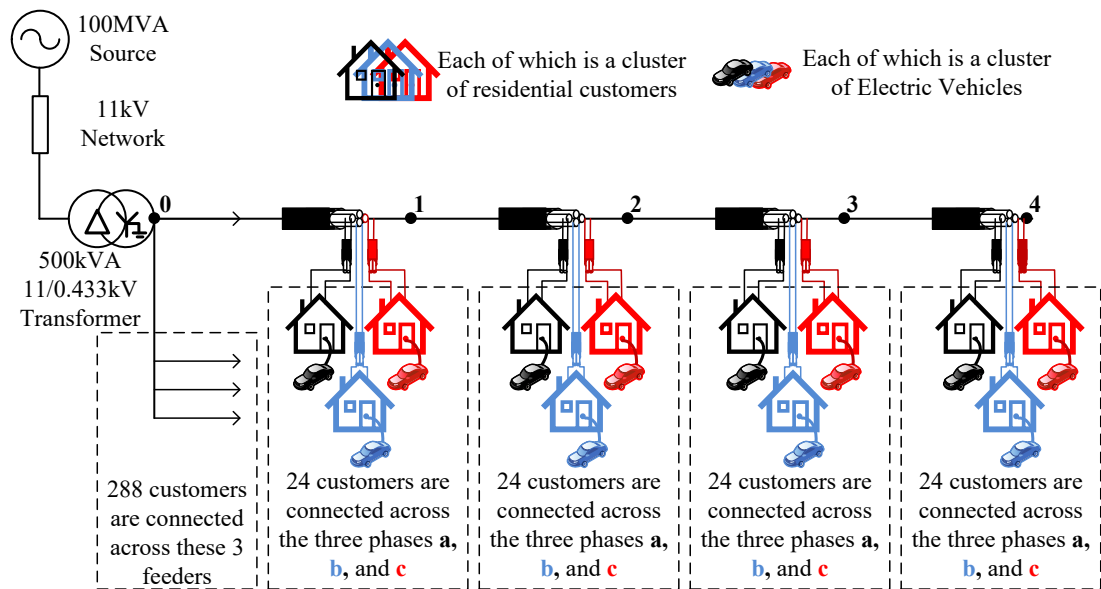 100MVA
Source
Each of which is a cluster
of residential customers
Each of which is a cluster
of Electric Vehicles
11kV
Network
0
1
2
3
4
500kVA
11/0.433kV
Transformer
288 customers
are connected
across these 3
feeders
24 customers are
connected across
the three phases a,
b, and c
24 customers are
connected across
the three phases a,
b, and c
24 customers are
connected across
the three phases a,
b, and c
24 customers are
connected across
the three phases a,
b, and c